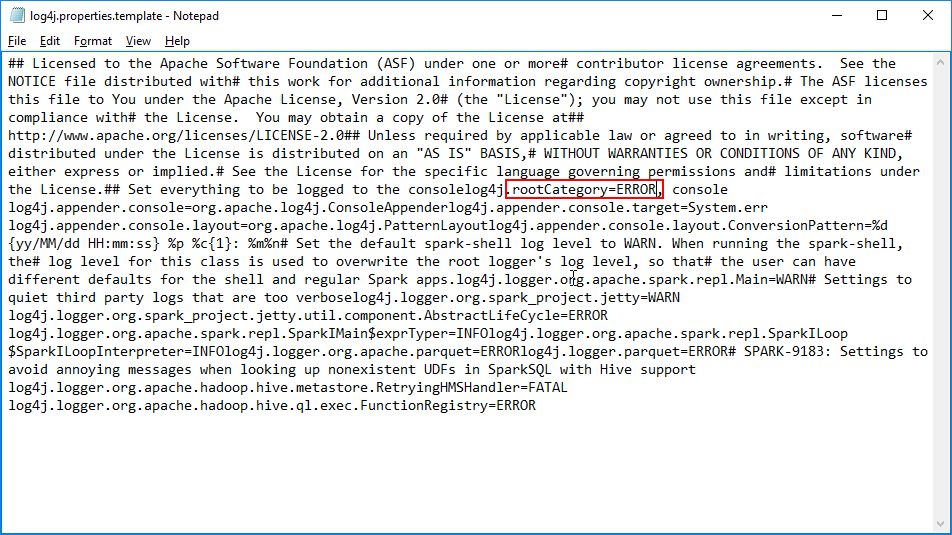 log4j.properties.template - Notepad
File Edit Format View Help
## Licensed to the Apache Software Foundation (ASF) under one or more# contributor license agreements.  See the
NOTICE file distributed with# this work for additional information regarding copyright ownership.# The ASF licenses
this file to You under the Apache License, Version 2.0# (the "License"); you may not use this file except in
compliance with# the License.  You may obtain a copy of the License at##
http://www.apache.org/licenses/LICENSE-2.0## Unless required by applicable law or agreed to in writing, software#
distributed under the License is distributed on an "AS IS" BASIS,# WITHOUT WARRANTIES OR CONDITIONS OF ANY KIND,
either express or implied.# See the License for the specific language governing permissions and# limitations under
the License.## Set everything to be logged to the consolelog4j.rootCategory=ERROR, console
log4j.appender.console=org.apache.log4j.ConsoleAppenderlog4j.appender.console.target=System.err
log4j.appender.console.layout=org.apache.log4j.PatternLayoutlog4j.appender.console.layout.ConversionPattern=%d
{yy/MM/dd HH:mm:ss} %p %c{1}: %m%n# Set the default spark-shell log level to WARN. When running the spark-shell,
the# log level for this class is used to overwrite the root logger's log level, so that# the user can have
different defaults for the shell and regular Spark apps.log4j.logger.org.apache.spark.repl.Main=WARN# Settings to
quiet third party logs that are too verboselog4j.logger.org.spark_project.jetty=WARN
log4j.logger.org.spark_project.jetty.util.component.AbstractLifeCycle=ERROR
log4j.logger.org.apache.spark.repl.SparkIMain$exprTyper=INFOlog4j.logger.org.apache.spark.repl.SparkILoop
$SparkILoopInterpreter=INFOlog4j.logger.org.apache.parquet=ERRORlog4j.logger.parquet=ERROR# SPARK-9183: Settings to
avoid annoying messages when looking up nonexistent UDFs in SparkSQL with Hive support
log4j.logger.org.apache.hadoop.hive.metastore.RetryingHMSHandler=FATAL
log4j.logger.org.apache.hadoop.hive.ql.exec.FunctionRegistry=ERROR